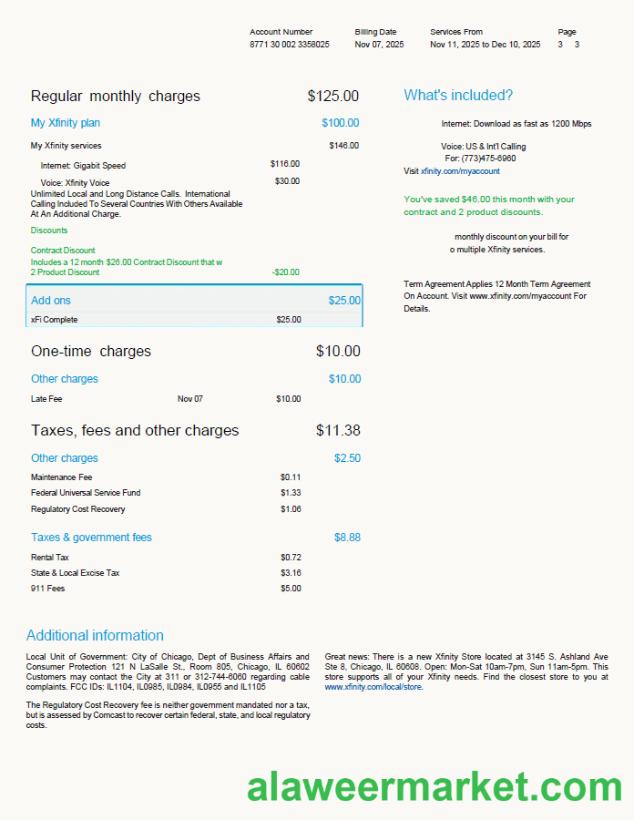 Account Number Billing Date Services From Page
8771 30 002 3358025 Nov 07, 2025 Nov 11, 2025 to Dec 10, 2025 3 3
Regular monthly charges $125.00
My Xfinity plan $100.00
My Xfinity services $146.00
Internet: Gigabit Speed $116.00
Voice: Xfinity Voice $30.00
Unlimited Local and Long Distance Calls. International
Calling Included To Several Countries With Others Available
At An Additional Charge.
Discounts
Contract Discount
Includes a 12 month $26.00 Contract Discount that w
2 Product Discount -$20.00
Add ons $25.00
xFi Complete $25.00
One-time charges $10.00
Other charges $10.00
Late Fee Nov 07 $10.00
Taxes, fees and other charges $11.38
Other charges $2.50
Maintenance Fee $0.11
Federal Universal Service Fund $1.33
Regulatory Cost Recovery $1.06
Taxes & government fees $8.88
Rental Tax $0.72
State & Local Excise Tax $3.16
911 Fees $5.00
What's included?
Internet: Download as fast as 1200 Mbps
Voice: US & Int'l Calling
For: (773)475-6960
Visit xfinity.com/myaccount
You've saved $46.00 this month with your
contract and 2 product discounts.
monthly discount on your bill for
o multiple Xfinity services.
Term Agreement Applies 12 Month Term Agreement
On Account. Visit www.xfinity.com/myaccount For
Details.
Additional information
Local Unit of Government: City of Chicago, Dept of Business Affairs and
Consumer Protection 121 N LaSalle St., Room 805, Chicago, IL 60602
Customers may contact the City at 311 or 312-744-6060 regarding cable
complaints. FCC IDs: IL1104, IL0985, IL0984, IL0955 and IL1105
The Regulatory Cost Recovery fee is neither government mandated nor a tax,
but is assessed by Comcast to recover certain federal, state, and local regulatory
costs.
Great news: There is a new Xfinity Store located at 3145 S. Ashland Ave
Ste 8, Chicago, IL 60608. Open: Mon-Sat 10am-7pm, Sun 11am-5pm. This
store supports all of your Xfinity needs. Find the closest store to you at
www.xfinity.com/local/store.
alaweermarket.com